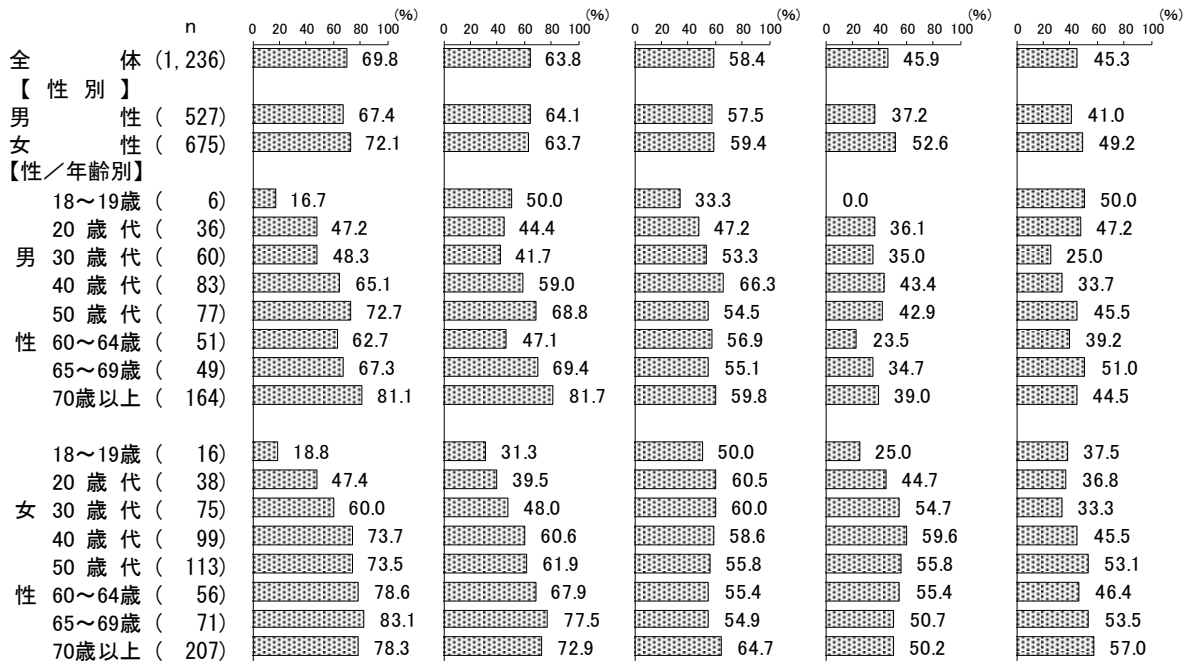 (%) (%) (%) (%) (%)
n 0 20 40 60 80 100 0 20 40 60 80 100 0 20 40 60 80 100 0 20 40 60 80 100 0 20 40 60 80 100
全 体 (1,236) 69.8 63.8 58.4 45.9 45.3
【 性 別 】
男 性 ( 527) 67.4 64.1 57.5 37.2 41.0
女 性 ( 675) 72.1 63.7 59.4 52.6 49.2
【性/年齢別】
18~19歳 ( 6) 16.7 50.0 33.3 0.0 50.0
20 歳 代 ( 36) 47.2 44.4 47.2 36.1 47.2
男 30 歳 代 ( 60) 48.3 41.7 53.3 35.0 25.0
40 歳 代 ( 83) 65.1 59.0 66.3 43.4 33.7
50 歳 代 ( 77) 72.7 68.8 54.5 42.9 45.5
性 60~64歳 ( 51) 62.7 47.1 56.9 23.5 39.2
65~69歳 ( 49) 67.3 69.4 55.1 34.7 51.0
70歳以上 ( 164) 81.1 81.7 59.8 39.0 44.5
18~19歳 ( 16) 18.8 31.3 50.0 25.0 37.5
20 歳 代 ( 38) 47.4 39.5 60.5 44.7 36.8
女 30 歳 代 ( 75) 60.0 48.0 60.0 54.7 33.3
40 歳 代 ( 99) 73.7 60.6 58.6 59.6 45.5
50 歳 代 ( 113) 73.5 61.9 55.8 55.8 53.1
性 60~64歳 ( 56) 78.6 67.9 55.4 55.4 46.4
65~69歳 ( 71) 83.1 77.5 54.9 50.7 53.5
70歳以上 ( 207) 78.3 72.9 64.7 50.2 57.0